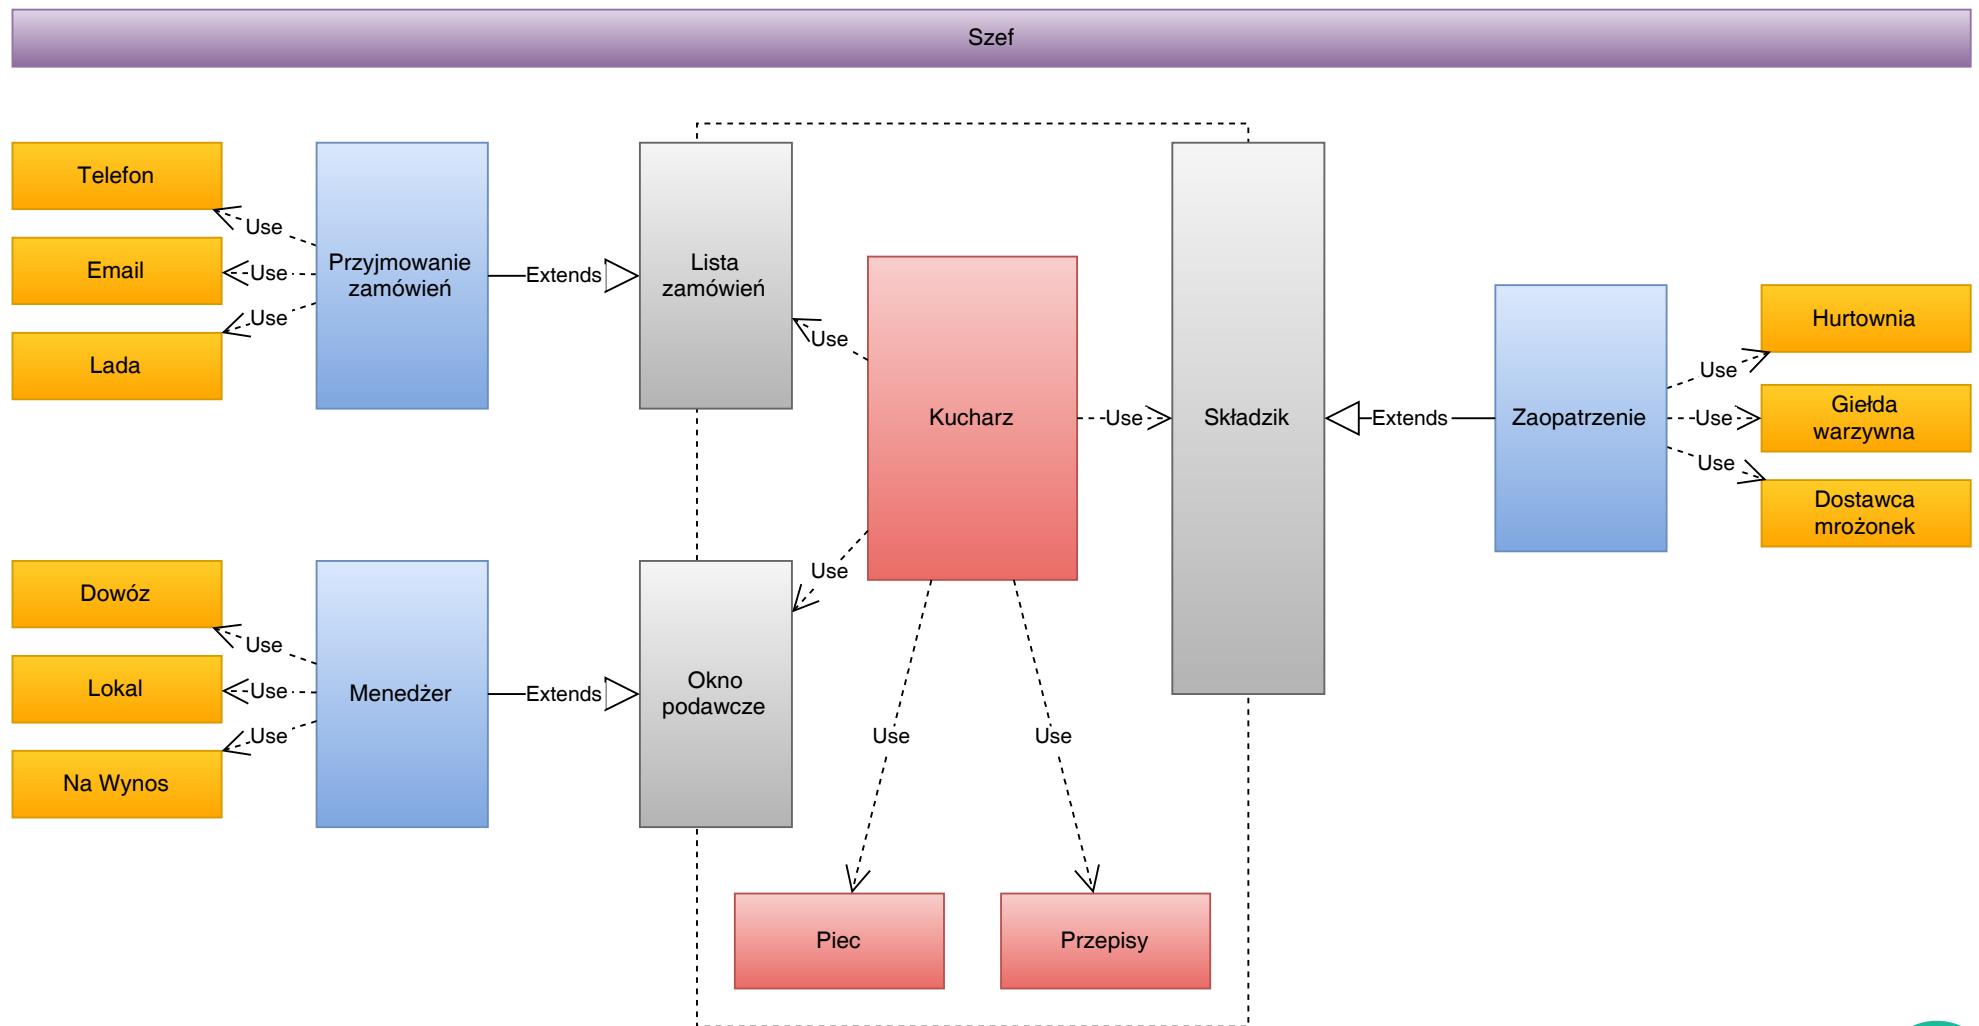 Szef
Telefon
Use
Email
Use
Lada
Use
Przyjmowanie
zamówień
Extends
Lista
zamówień
Use
Kucharz
Use
Składzik
Extends
Zaopatrzenie
Use
Hurtownia
Use
Giełda
warzywna
Use
Dostawca
mrożonek
Dowóz
Use
Lokal
Use
Na Wynos
Use
Menedżer
Extends
Okno
podawcze
Use
Use
Use
Piec
Przepisy